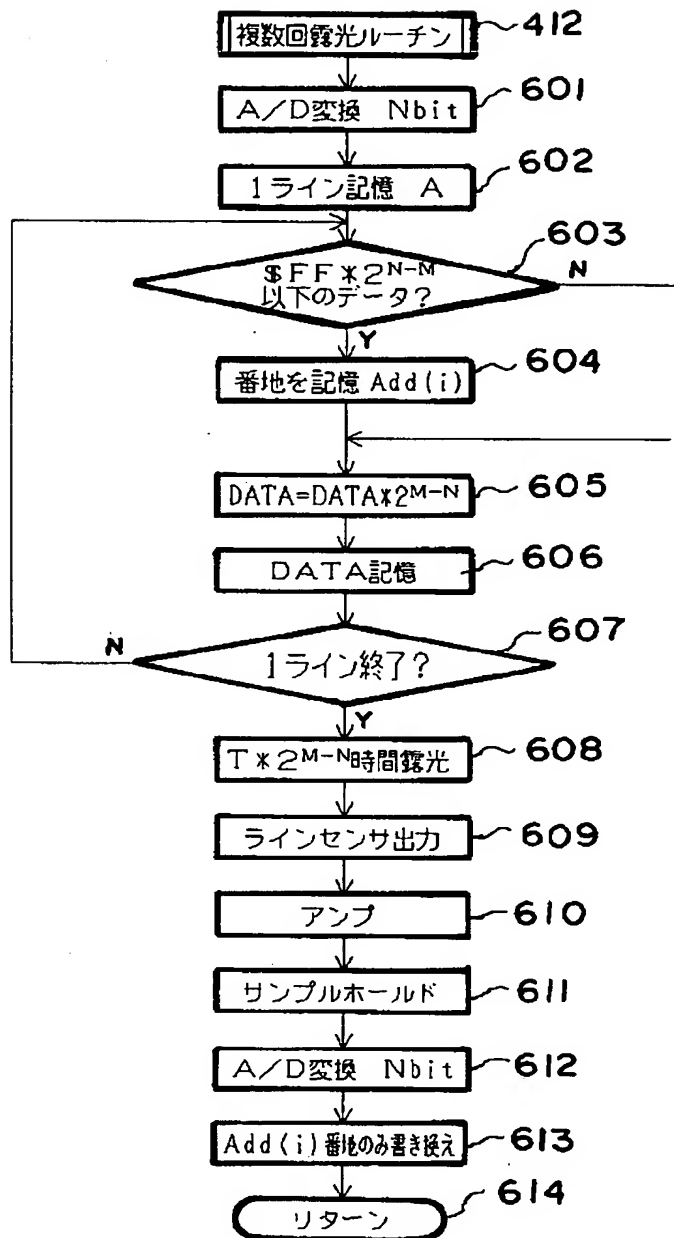 複数回露光ルーチン 412
A/D変換 Nbit 601
1ライン記憶 A 602
603
$FF*2^N-M N
以下のデータ?
Y
番地を記憶 Add(i) 604
DATA=DATA*2^M-N 605
DATA記憶 606
607
N 1ライン終了?
Y
T*2^M-N時間露光 608
ラインセンサ出力 609
アンプ 610
サンプルホールド 611
A/D変換 Nbit 612
Add(i)番地のみ書き換え 613
リターン 614